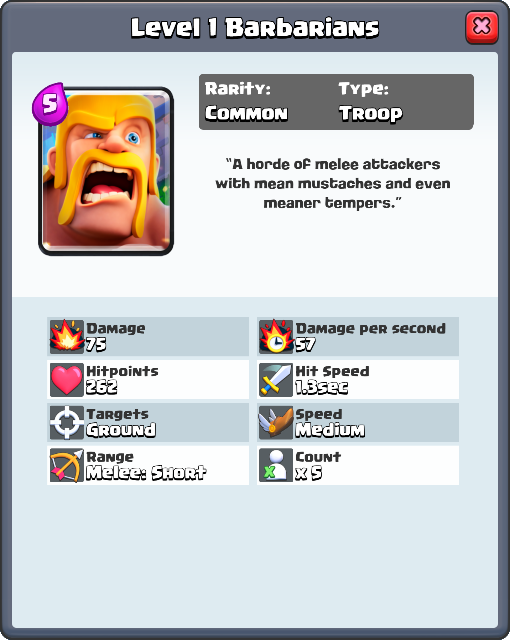 Level 1 Barbarians
5
Rarity: Type:
Common Troop
"A horde of melee attackers
with mean mustaches and even
meaner tempers."
Damage
75
Damage per second
57
Hitpoints
262
Hit Speed
1.3sec
Targets
Ground
Speed
Medium
Range
Melee: Short
Count
x 5